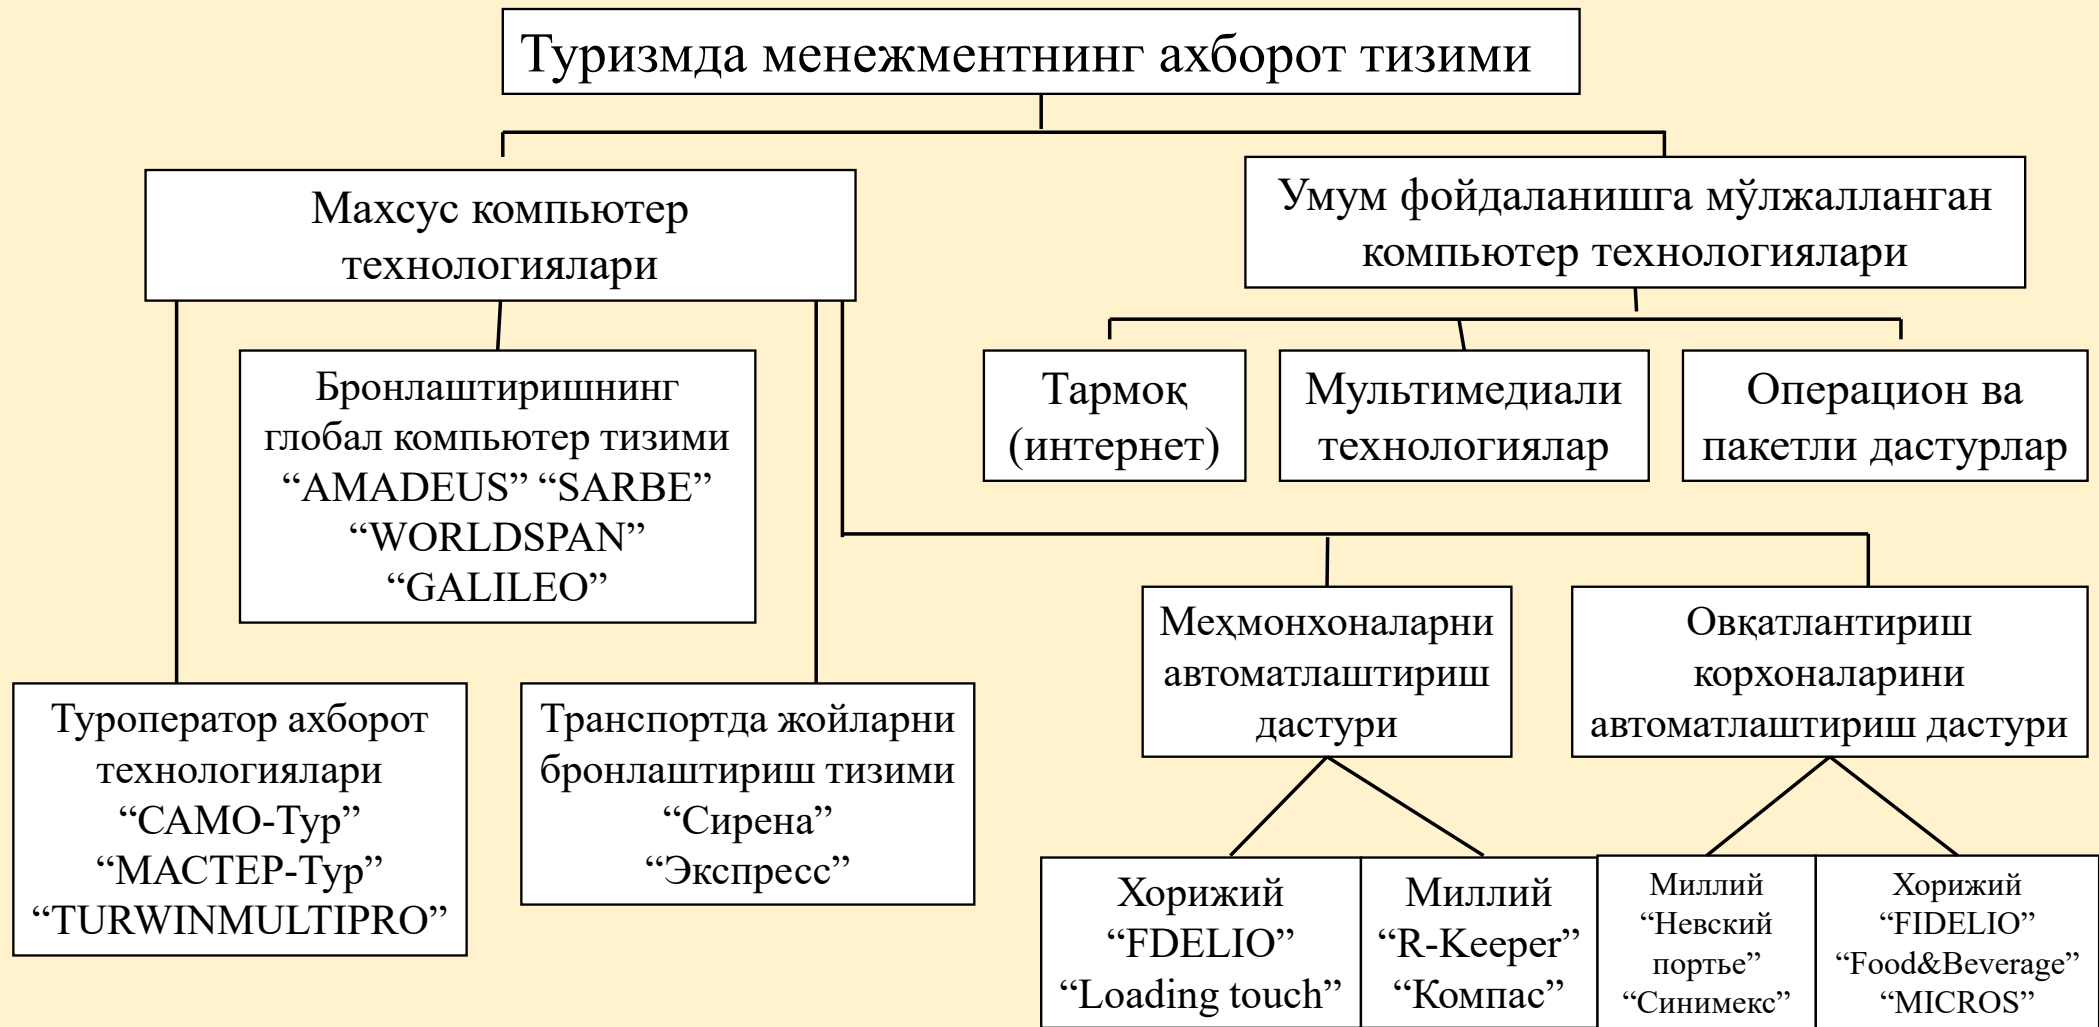 Туризмда менежментнинг ахборот тизими
Махсус компьютер
технологиялари
Умум фойдаланишга мўлжалланган
компьютер технологиялари
Бронлаштиришнинг
глобал компьютер тизими
“AMADEUS” “SARBE”
“WORLDSPAN”
“GALILEO”
Тармоқ
(интернет)
Мультимедиали
технологиялар
Операцион ва
пакетли дастурлар
Туроператор ахборот
технологиялари
“САМО-Тур”
“МАСТЕР-Тур”
“TURWINMULTIPRO”
Транспортда жойларни
бронлаштириш тизими
“Сирена”
“Экспресс”
Меҳмонхоналарни
автоматлаштириш
дастури
Овқатлантириш
корхоналарини
автоматлаштириш дастури
Хорижий
“FDELIO”
“Loading touch”
Миллий
“R-Keeper”
“Компас”
Миллий
“Невский
портье”
“Синимекс”
Хорижий
“FIDELIO”
“Food&Beverage”
“MICROS”